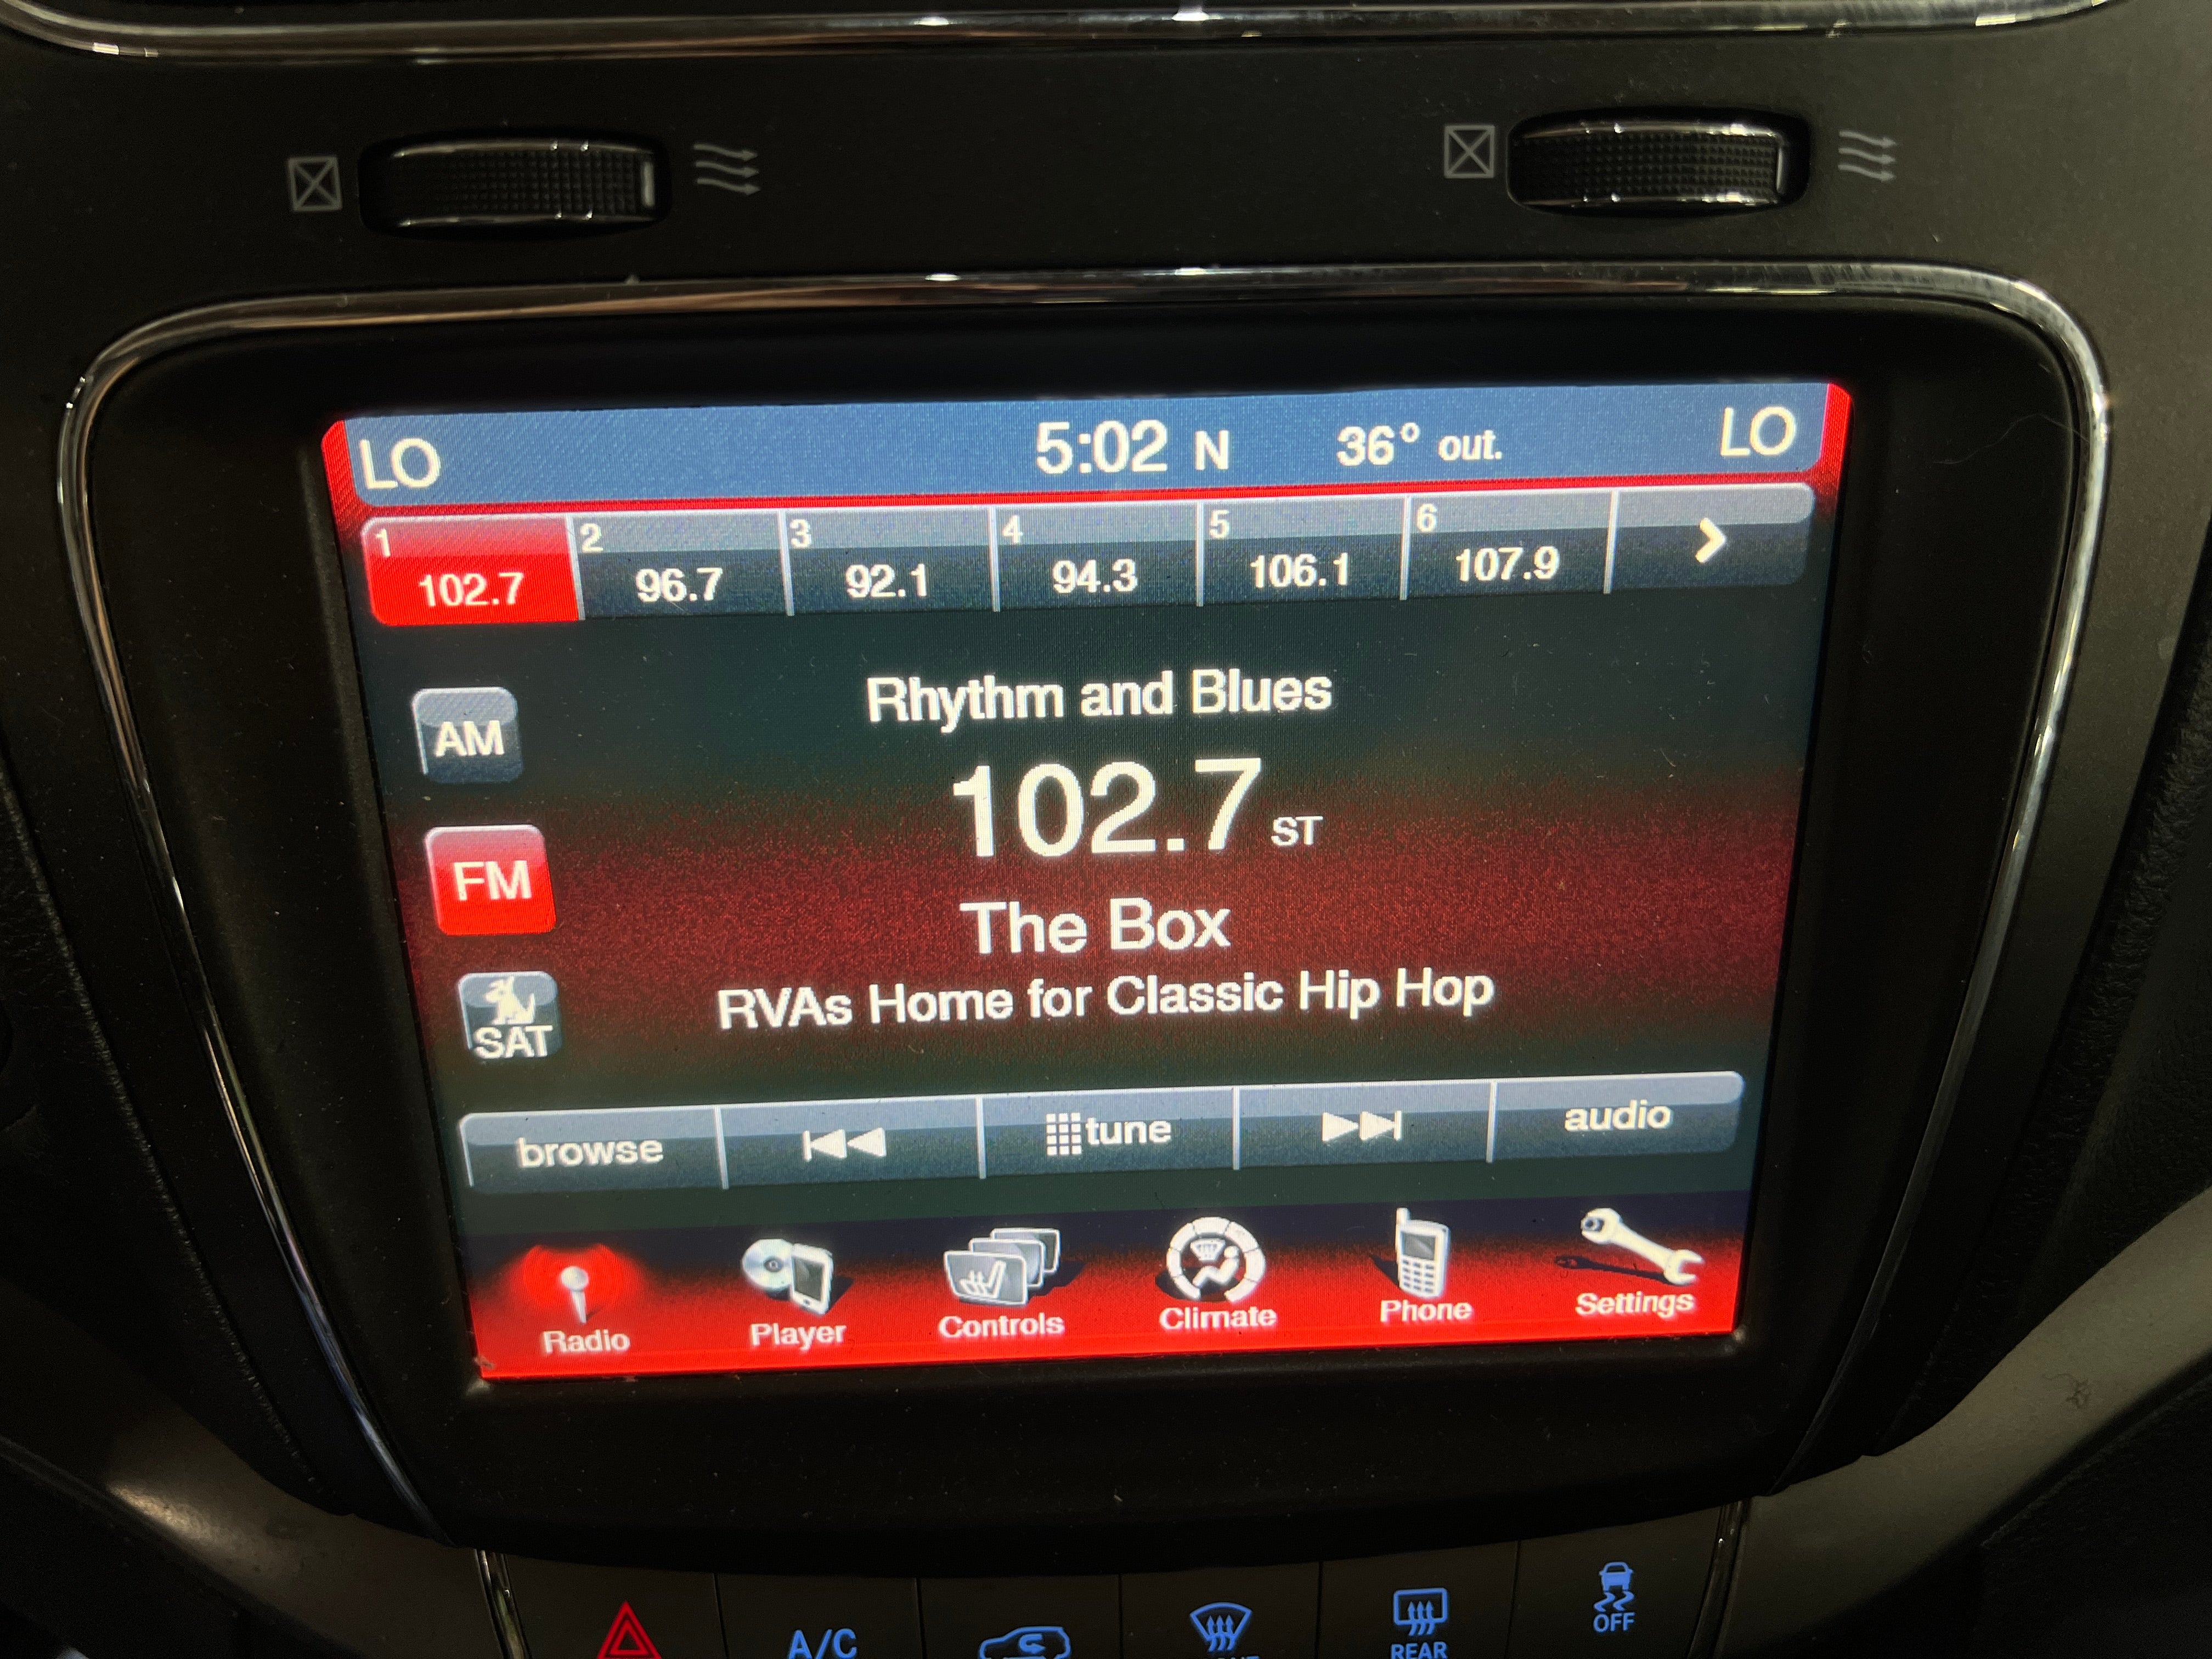 LO 5:02 N 36° out. LO
1 2 3 4 5 6
102.7 96.7 92.1 94.3 106.1 107.9
Rhythm and Blues
AM
102.7 ST
FM
The Box
RVAs Home for Classic Hip Hop
SAT
browse tune audio
Radio Player Controls Climate Phone Settings
A/C
REAR
OFF